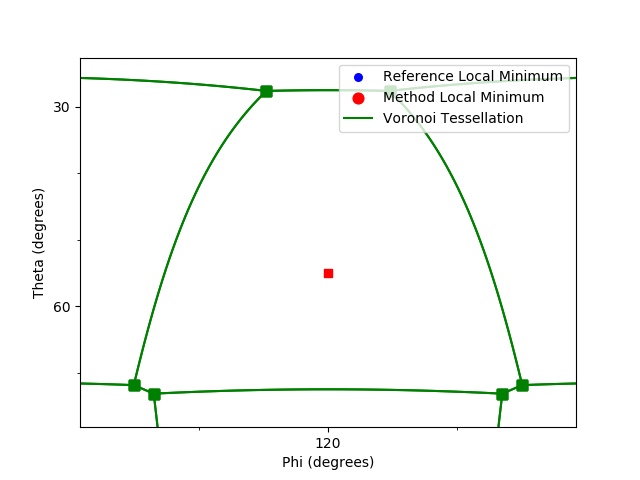 Reference Local Minimum
Method Local Minimum
Voronoi Tessellation
30
60
Theta (degrees)
120
Phi (degrees)